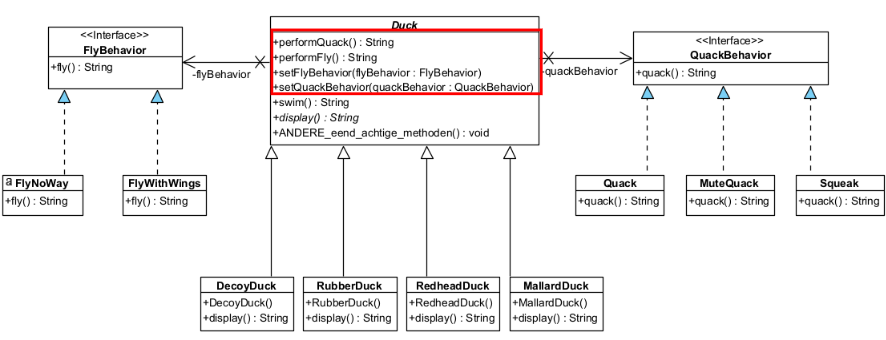 <<Interface>>
FlyBehavior
+fly() : String
-flyBehavior
Duck
+performQuack() : String
+performFly() : String
+setFlyBehavior(flyBehavior : FlyBehavior)
+setQuackBehavior(quackBehavior : QuackBehavior)
+swim() : String
+display() : String
+ANDERE_eend_achtige_methoden() : void
-quackBehavior
<<Interface>>
QuackBehavior
+quack() : String
a FlyNoWay
+fly() : String
FlyWithWings
+fly() : String
Quack
+quack() : String
MuteQuack
+quack() : String
Squeak
+quack() : String
DecoyDuck
+DecoyDuck()
+display() : String
RubberDuck
+RubberDuck()
+display() : String
RedheadDuck
+RedheadDuck()
+display() : String
MallardDuck
+MallardDuck()
+display() : String